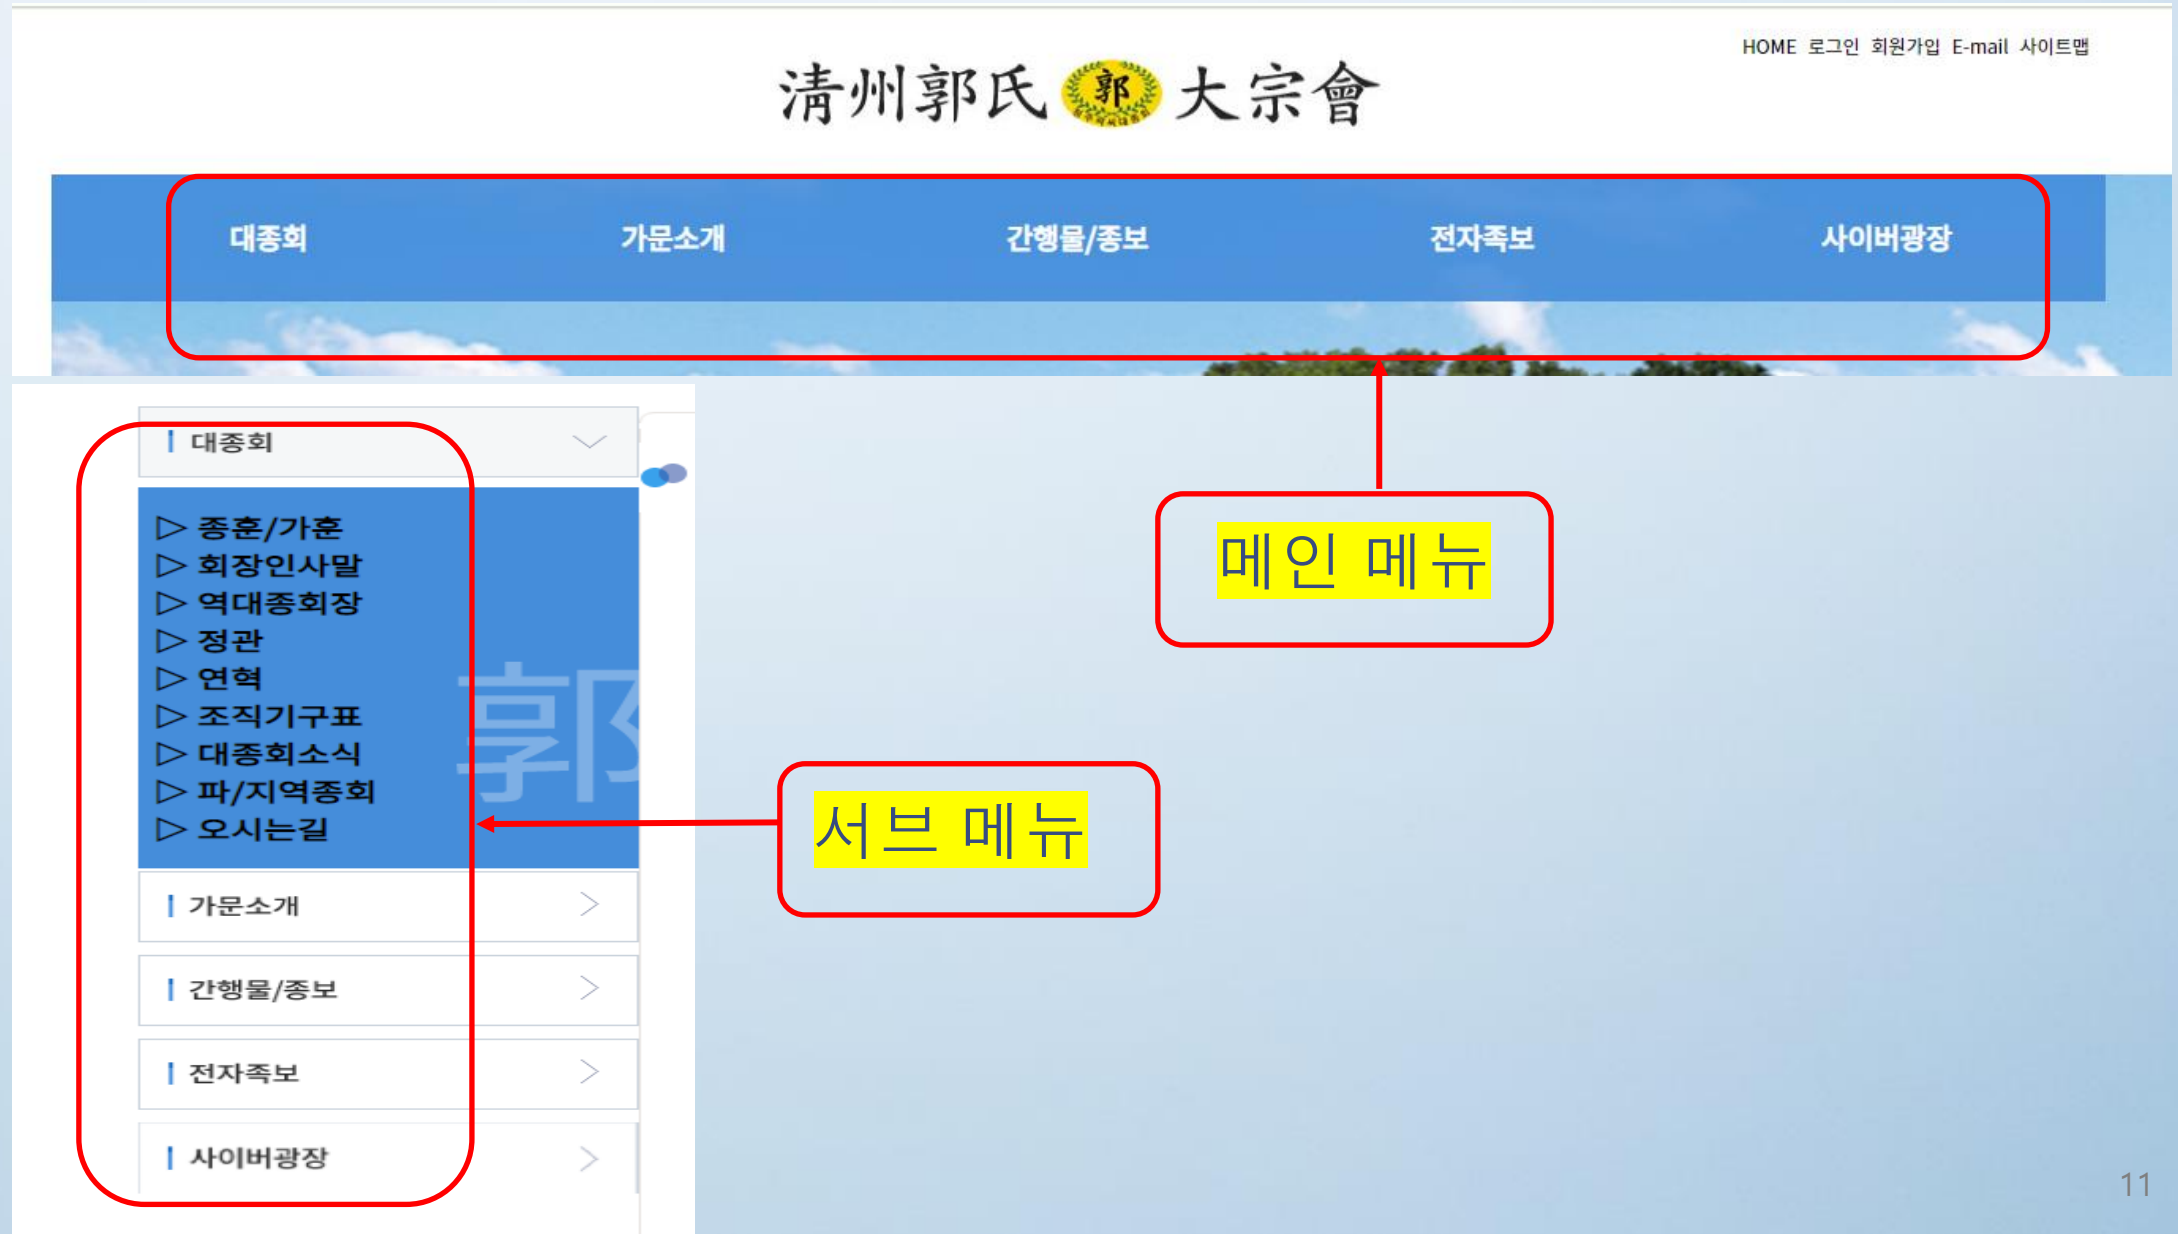 HOME 로그인 회원가입 E-mail 사이트맵
淸州郭氏 郭 大宗會
대종회 가문소개 간행물/종보 전자족보 사이버광장
대종회
▷ 종훈/가훈
▷ 회장인사말
▷ 역대종회장
▷ 정관
▷ 연혁
▷ 조직기구표
▷ 대종회소식
▷ 파/지역종회
▷ 오시는길
郭
가문소개
간행물/종보
전자족보
사이버광장
메인 메뉴
서브 메뉴
11